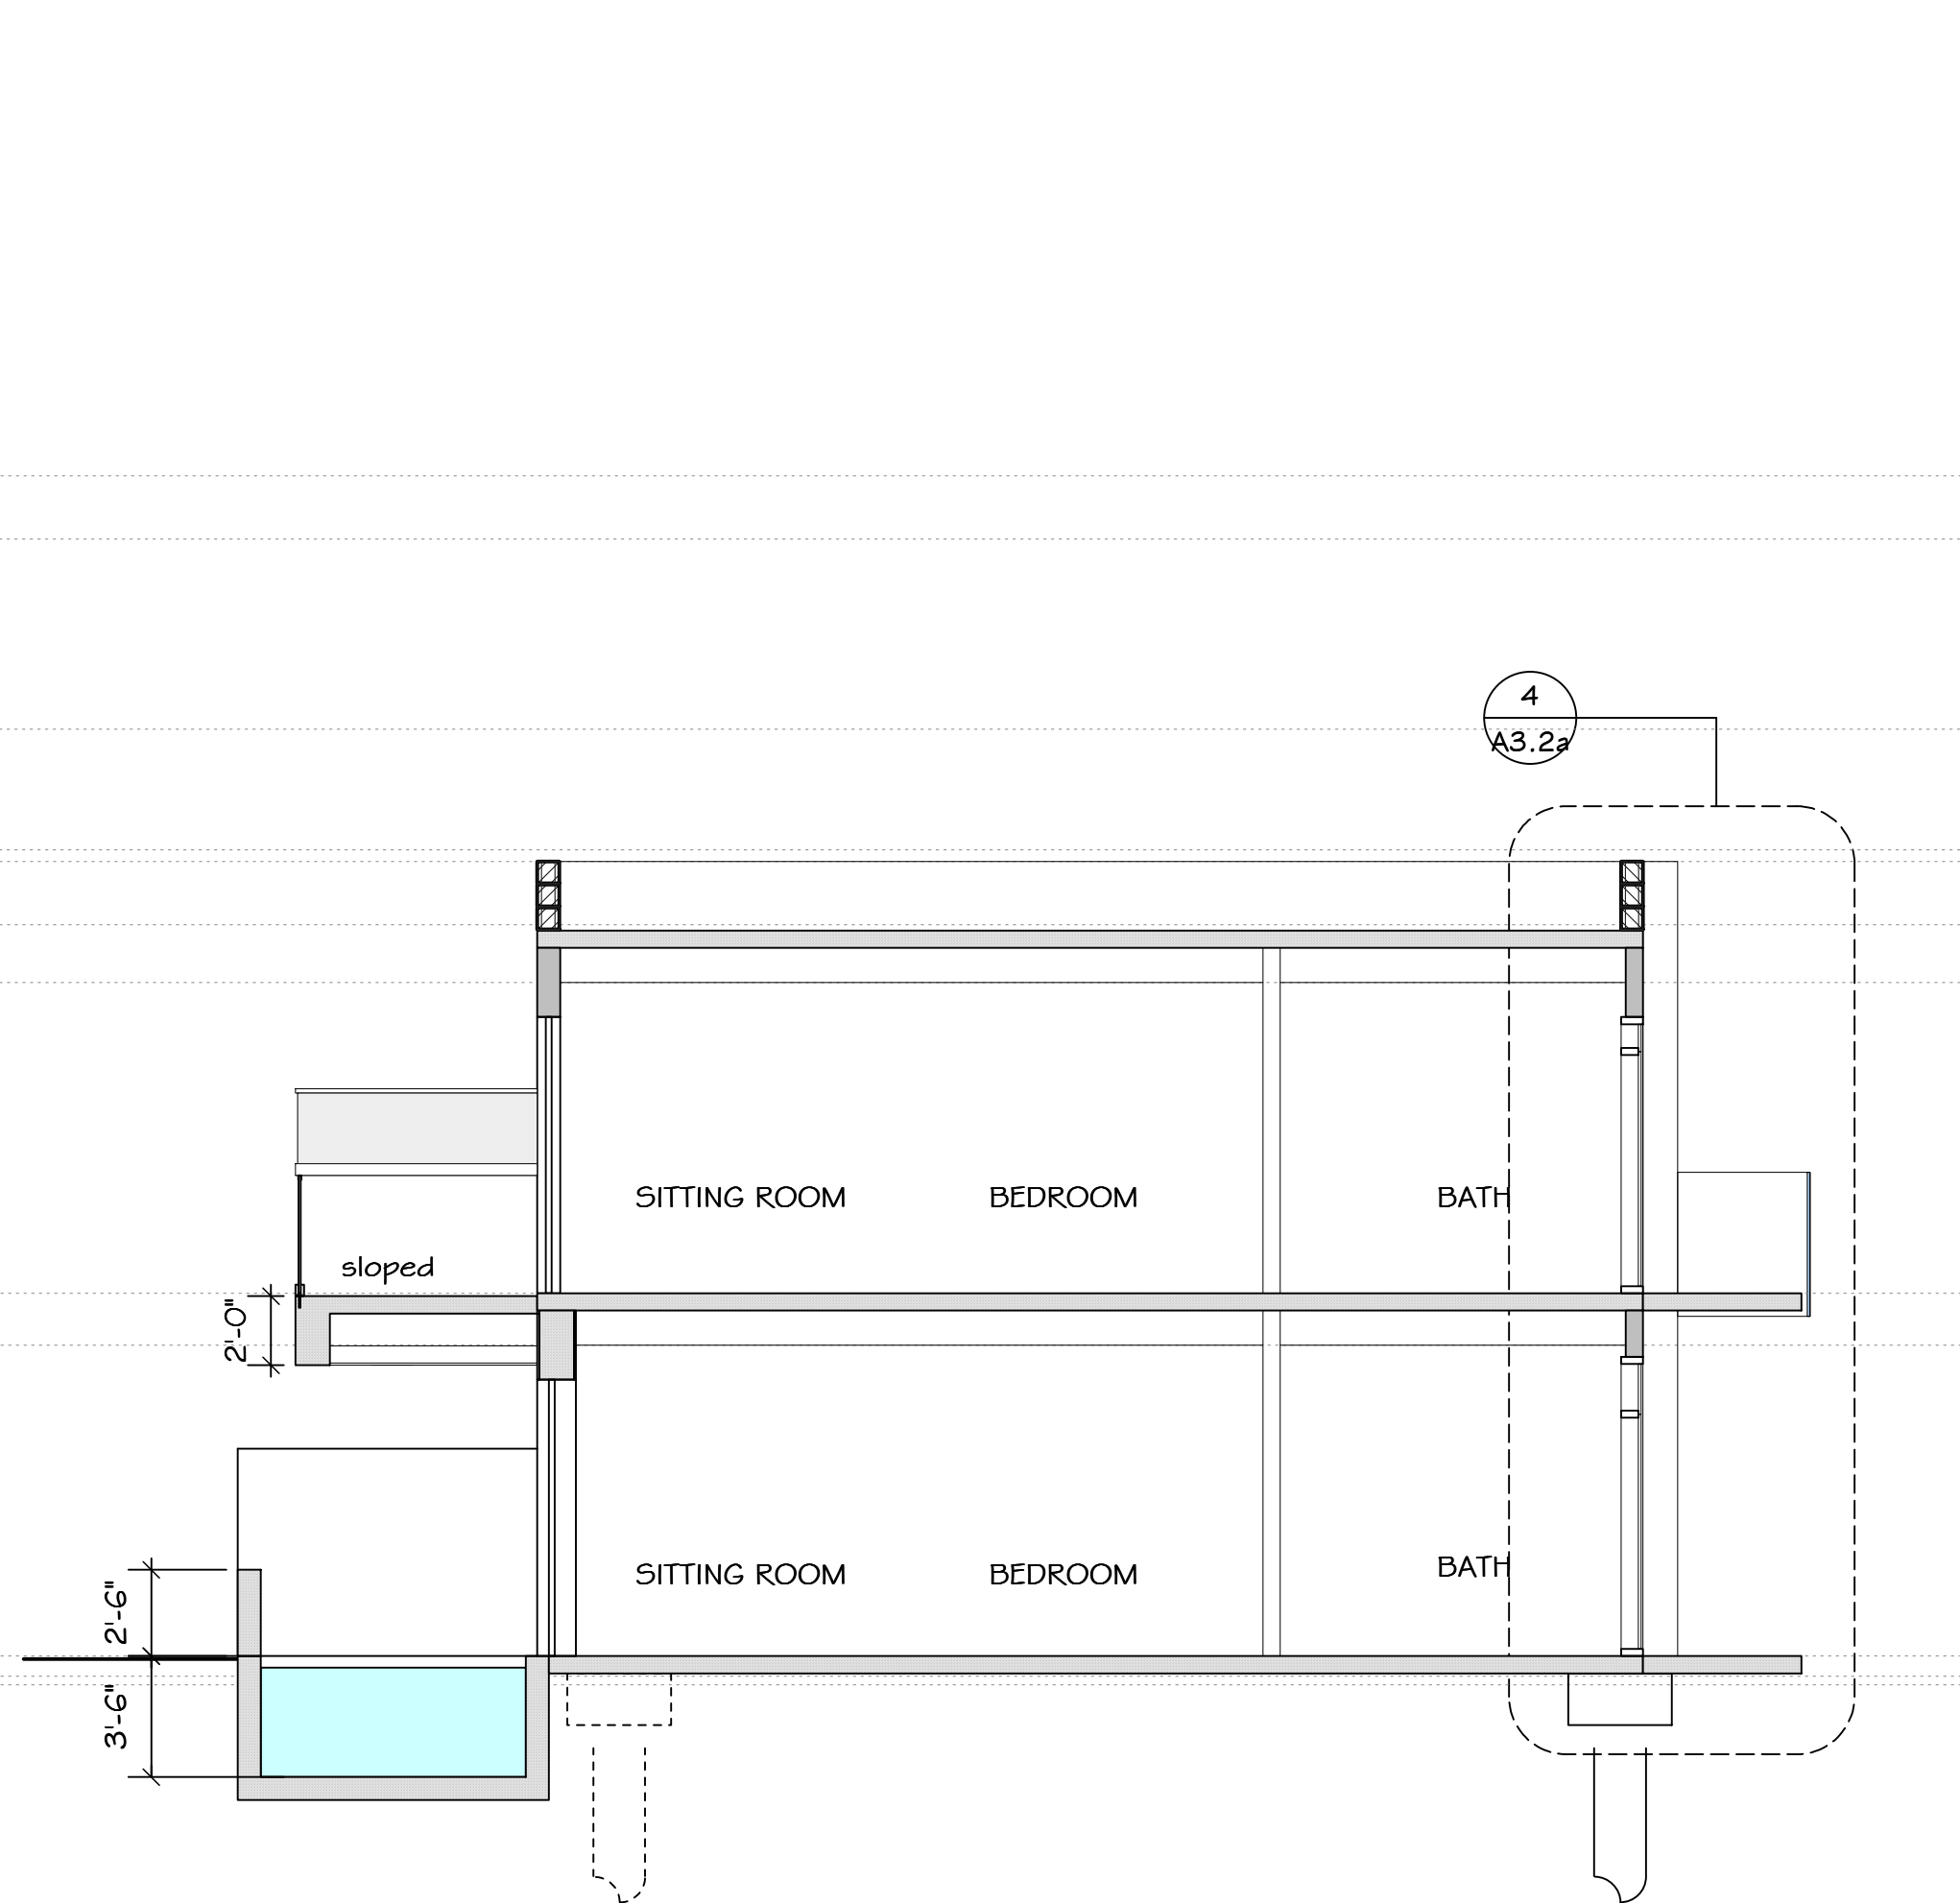 4
A3.2a
SITTING ROOM BEDROOM BATH
sloped
2'-0"
SITTING ROOM BEDROOM BATH
2'-6"
3'-6"